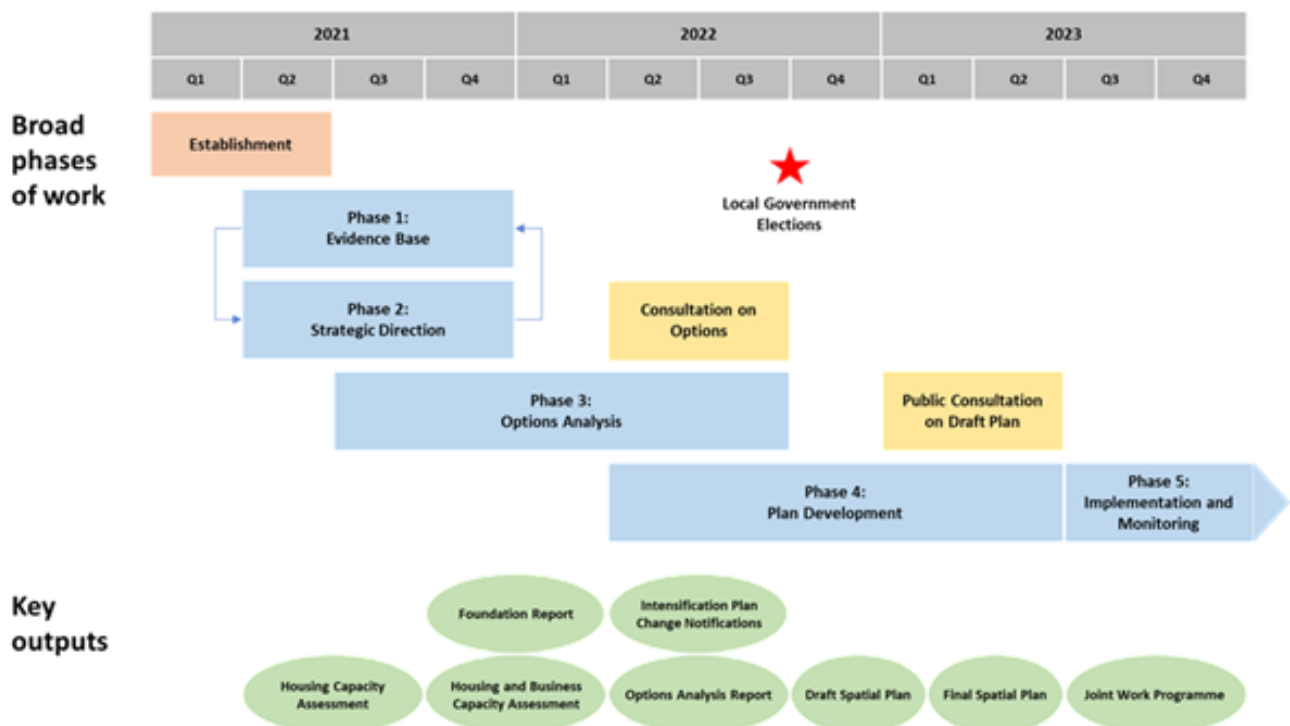 2021 2022 2023
Q1 Q2 Q3 Q4 Q1 Q2 Q3 Q4 Q1 Q2 Q3 Q4
Broad
phases
of work
Establishment
Local Government
Elections
Phase 1:
Evidence Base
Phase 2:
Strategic Direction
Consultation on
Options
Phase 3:
Options Analysis
Public Consultation
on Draft Plan
Phase 4:
Plan Development
Phase 5:
Implementation and
Monitoring
Key
outputs
Foundation Report
Intensification Plan
Change Notifications
Housing Capacity
Assessment
Housing and Business
Capacity Assessment
Options Analysis Report
Draft Spatial Plan
Final Spatial Plan
Joint Work Programme